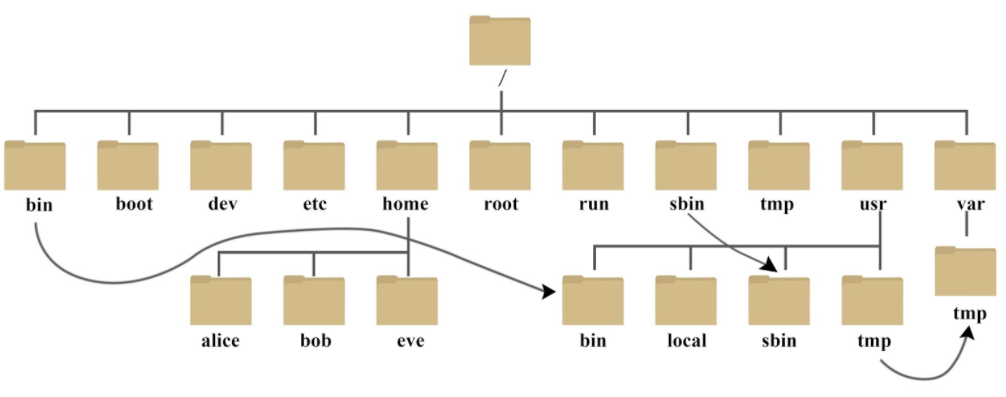 /
bin boot dev etc home root run sbin tmp usr var
tmp
alice bob eve bin local sbin tmp